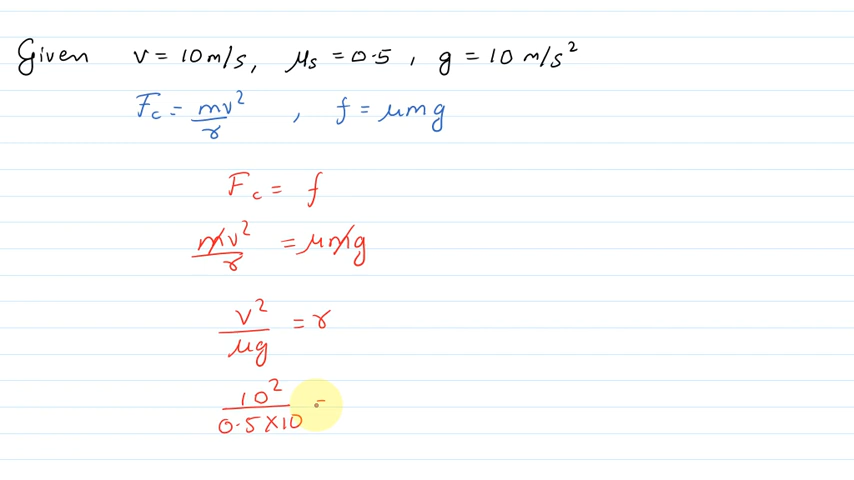 Given v = 10 m/s, μs = 0.5, g = 10 m/s²
Fc = mv²/r , f = μmg
Fc = f
mv²/r = μmg
v²/μg = r
10²/0.5×10 =